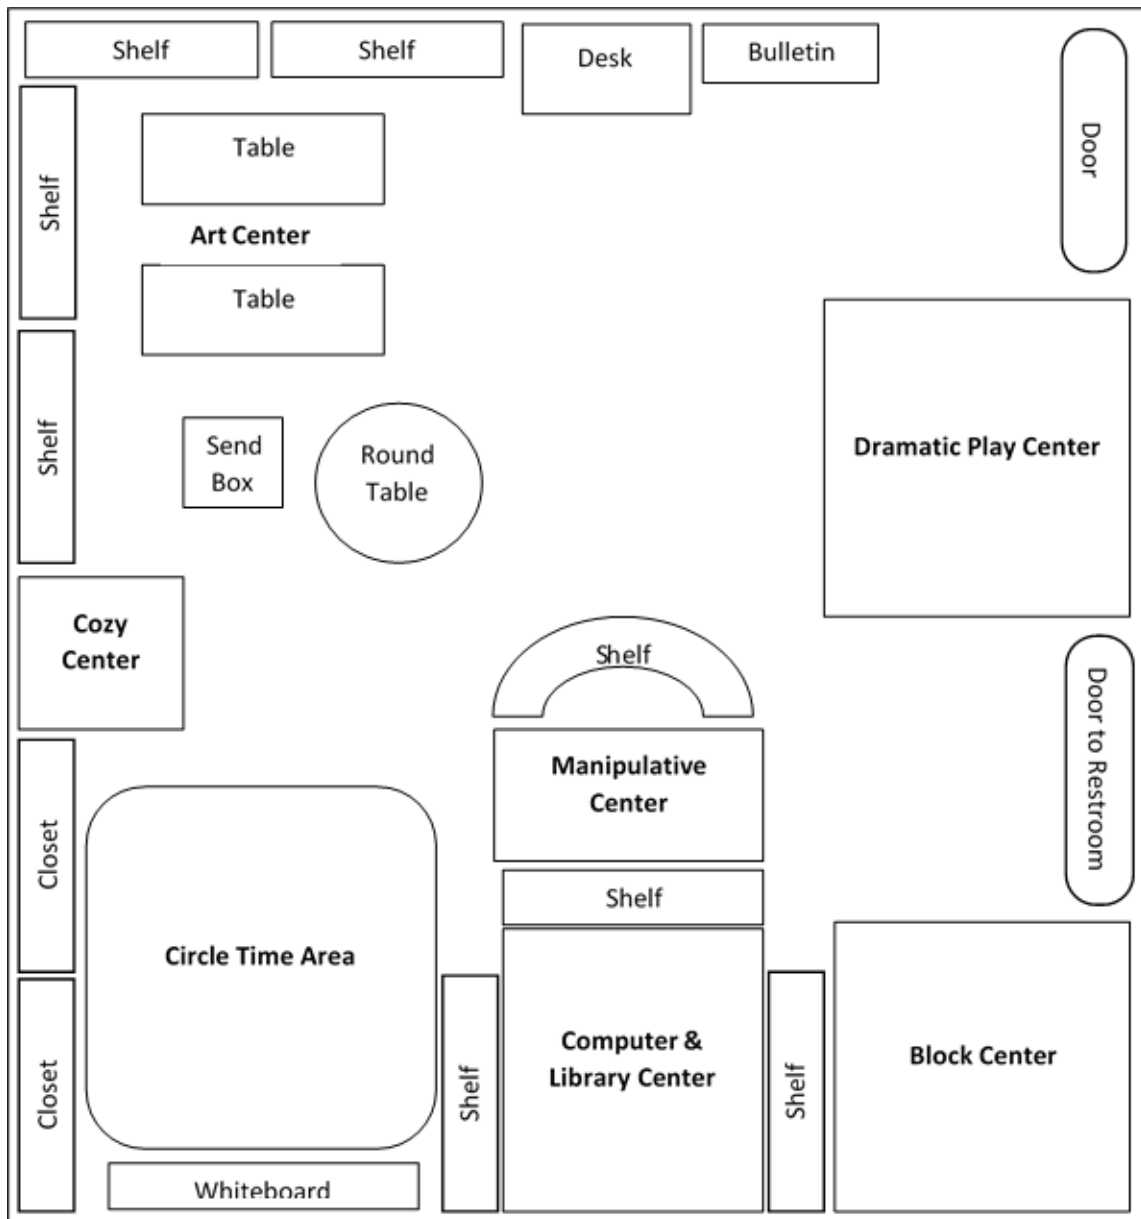 Shelf
Shelf
Desk
Bulletin
Door
Shelf
Table
Art Center
Table
Shelf
Send
Box
Round
Table
Dramatic Play Center
Cozy
Center
Shelf
Door to Restroom
Manipulative
Center
Closet
Shelf
Circle Time Area
Closet
Shelf
Computer &
Library Center
Shelf
Block Center
Whiteboard